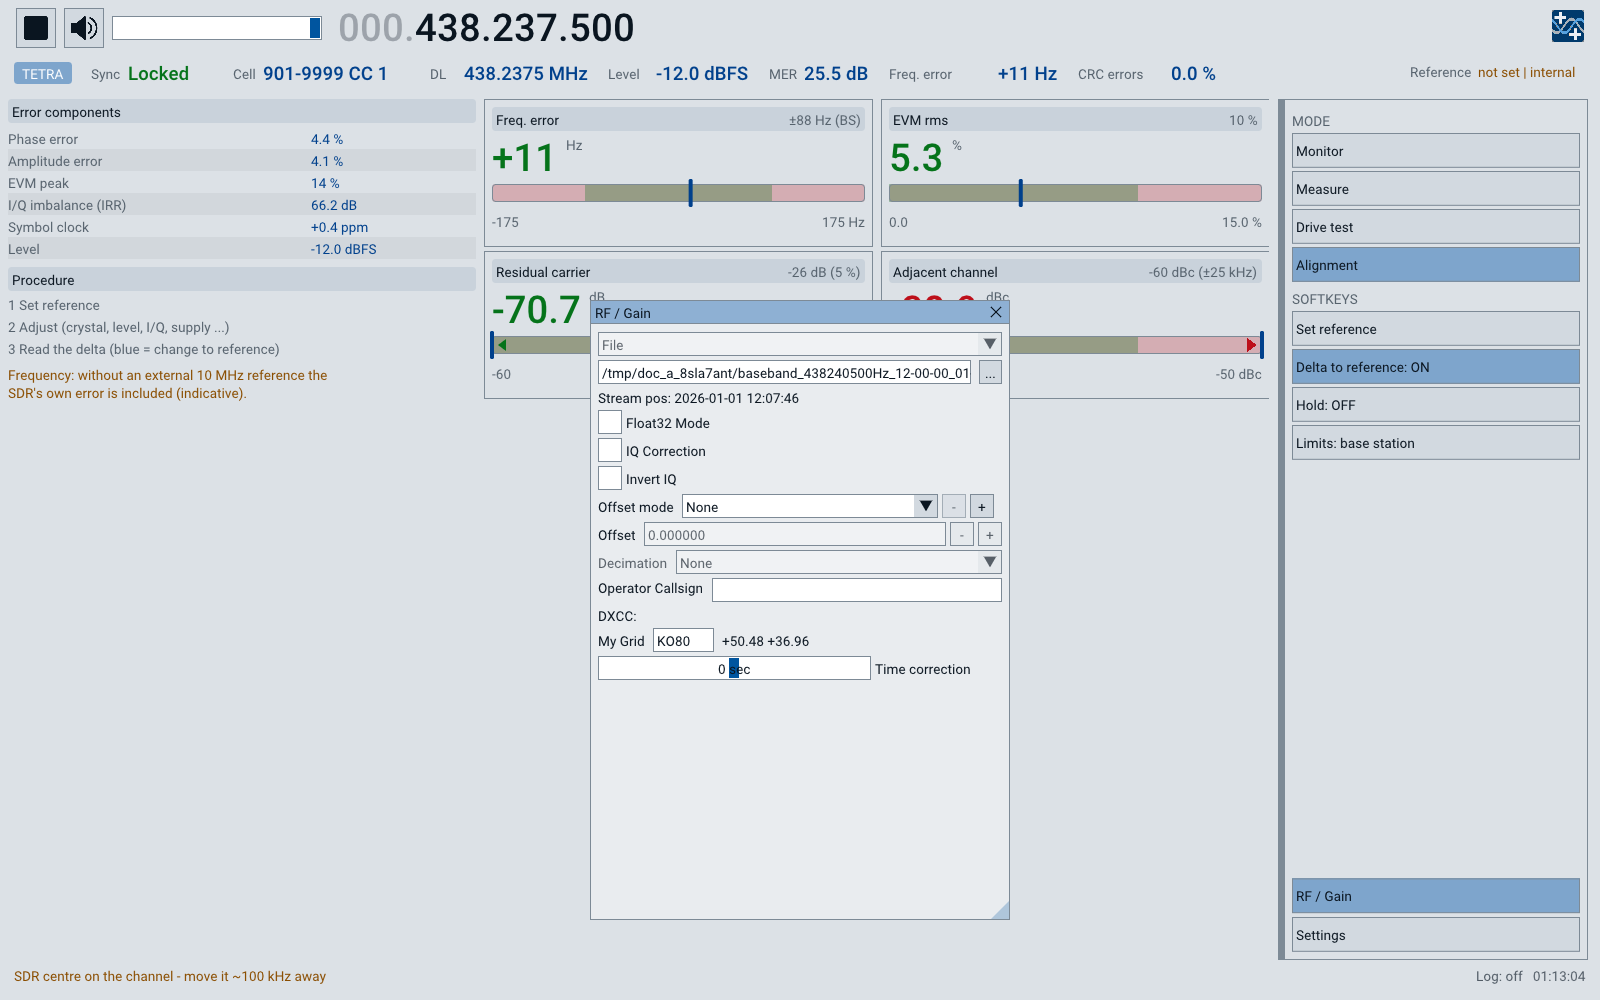 000.438.237.500
TETRA Sync Locked Cell 901-9999 CC 1 DL 438.2375 MHz Level -12.0 dBFS MER 25.5 dB Freq. error +11 Hz CRC errors 0.0 % Reference not set | internal
Error components
Phase error 4.4 %
Amplitude error 4.1 %
EVM peak 14 %
I/Q imbalance (IRR) 66.2 dB
Symbol clock +0.4 ppm
Level -12.0 dBFS
Procedure
1 Set reference
2 Adjust (crystal, level, I/Q, supply ...)
3 Read the delta (blue = change to reference)
Frequency: without an external 10 MHz reference the
SDR's own error is included (indicative).
Freq. error ±88 Hz (BS)
+11 Hz
-175 175 Hz
EVM rms 10 %
5.3 %
0.0 15.0 %
Residual carrier -26 dB (5 %)
-70.7 dB
-60
Adjacent channel -60 dBc (±25 kHz)
dBc
-50 dBc
RF / Gain
File
/tmp/doc_a_8sla7ant/baseband_438240500Hz_12-00-00_01 ...
Stream pos: 2026-01-01 12:07:46
Float32 Mode
IQ Correction
Invert IQ
Offset mode None - +
Offset 0.000000 - +
Decimation None
Operator Callsign
DXCC:
My Grid KO80 +50.48 +36.96
0 sec Time correction
MODE
Monitor
Measure
Drive test
Alignment
SOFTKEYS
Set reference
Delta to reference: ON
Hold: OFF
Limits: base station
RF / Gain
Settings
SDR centre on the channel - move it ~100 kHz away
Log: off 01:13:04